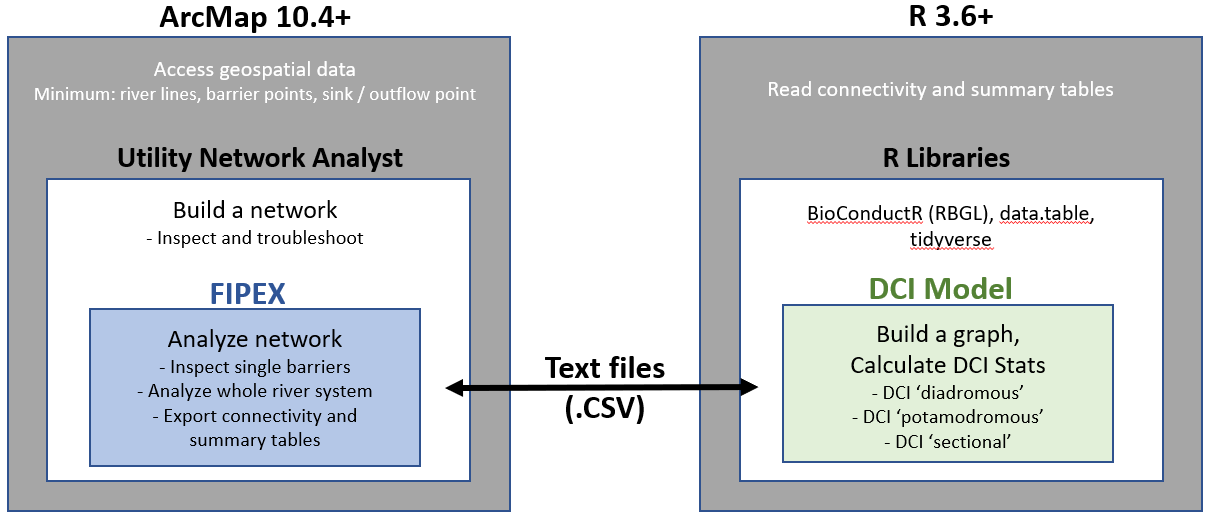 ArcMap 10.4+
Access geospatial data
Minimum: river lines, barrier points, sink / outflow point
Utility Network Analyst
Build a network
- Inspect and troubleshoot
FIPEX
Analyze network
- Inspect single barriers
- Analyze whole river system
- Export connectivity and
summary tables
Text files
(.CSV)
R 3.6+
Read connectivity and summary tables
R Libraries
BioConductR (RBGL), data.table,
tidyverse
DCI Model
Build a graph,
Calculate DCI Stats
- DCI ‘diadromous’
- DCI ‘potamodromous’
- DCI ‘sectional’